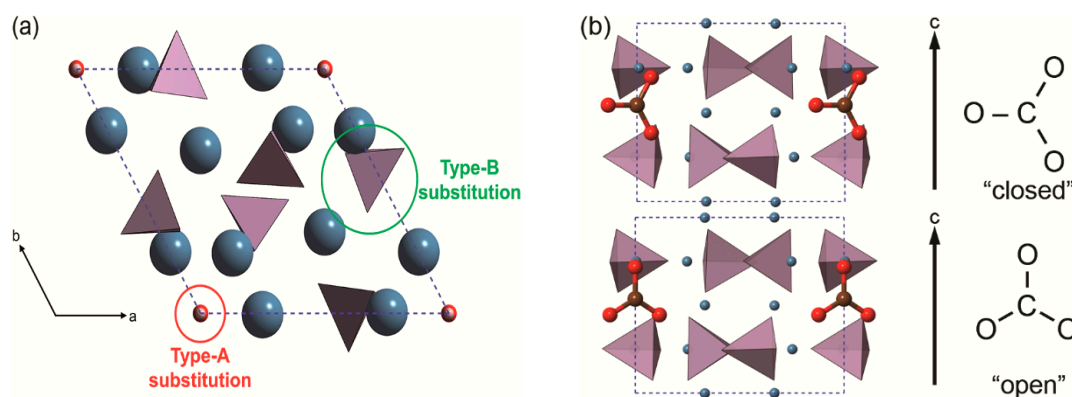 (a)
Type-B
substitution
b
a
Type-A
substitution
(b)
c
c
O
O
C
O
"closed"
c
c
O
C
O
O
"open"